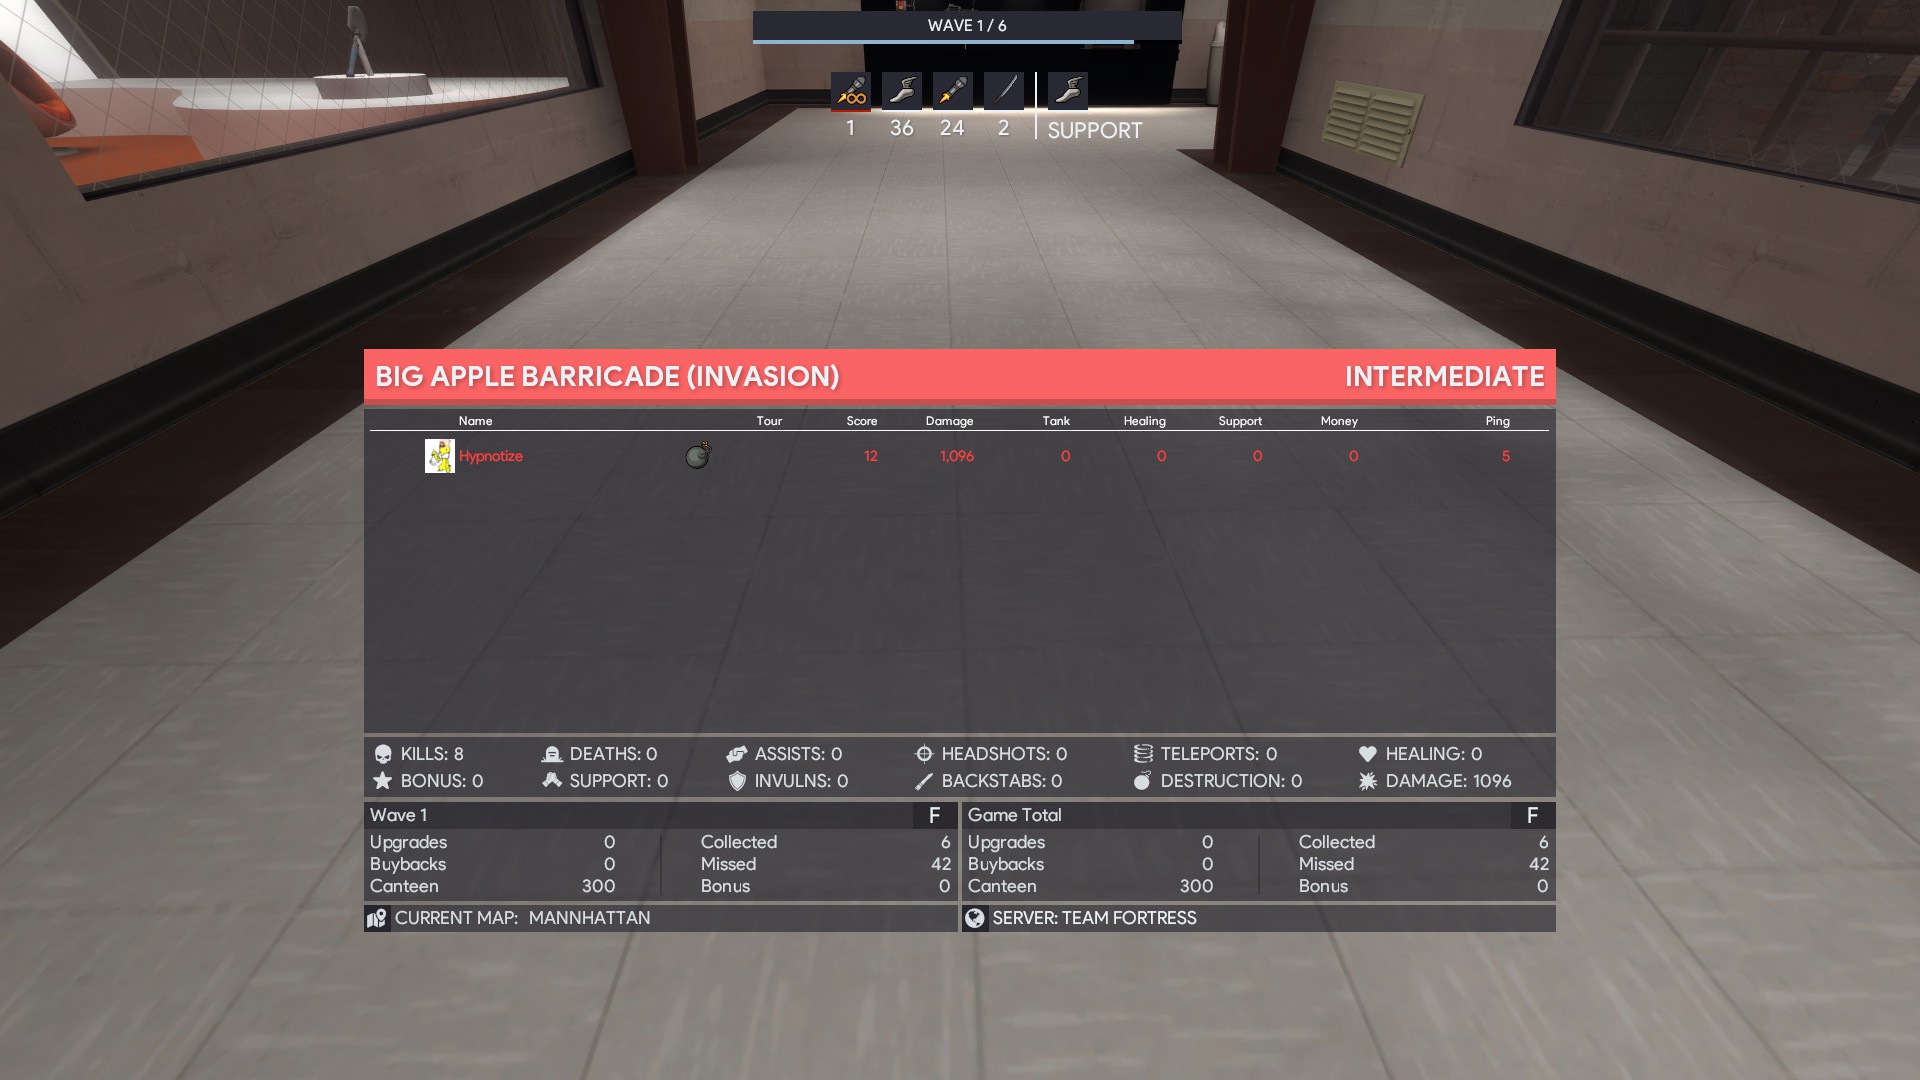 WAVE 1 / 6
1 36 24 2 SUPPORT
BIG APPLE BARRICADE (INVASION) INTERMEDIATE
Name Tour Score Damage Tank Healing Support Money Ping
Hypnotize 12 1,096 0 0 0 0 5
KILLS: 8 DEATHS: 0 ASSISTS: 0 HEADSHOTS: 0 TELEPORTS: 0 HEALING: 0
BONUS: 0 SUPPORT: 0 INVULNS: 0 BACKSTABS: 0 DESTRUCTION: 0 DAMAGE: 1096
Wave 1 F Game Total F
Upgrades 0 Collected 6 Upgrades 0 Collected 6
Buybacks 0 Missed 42 Buybacks 0 Missed 42
Canteen 300 Bonus 0 Canteen 300 Bonus 0
CURRENT MAP: MANNHATTAN SERVER: TEAM FORTRESS